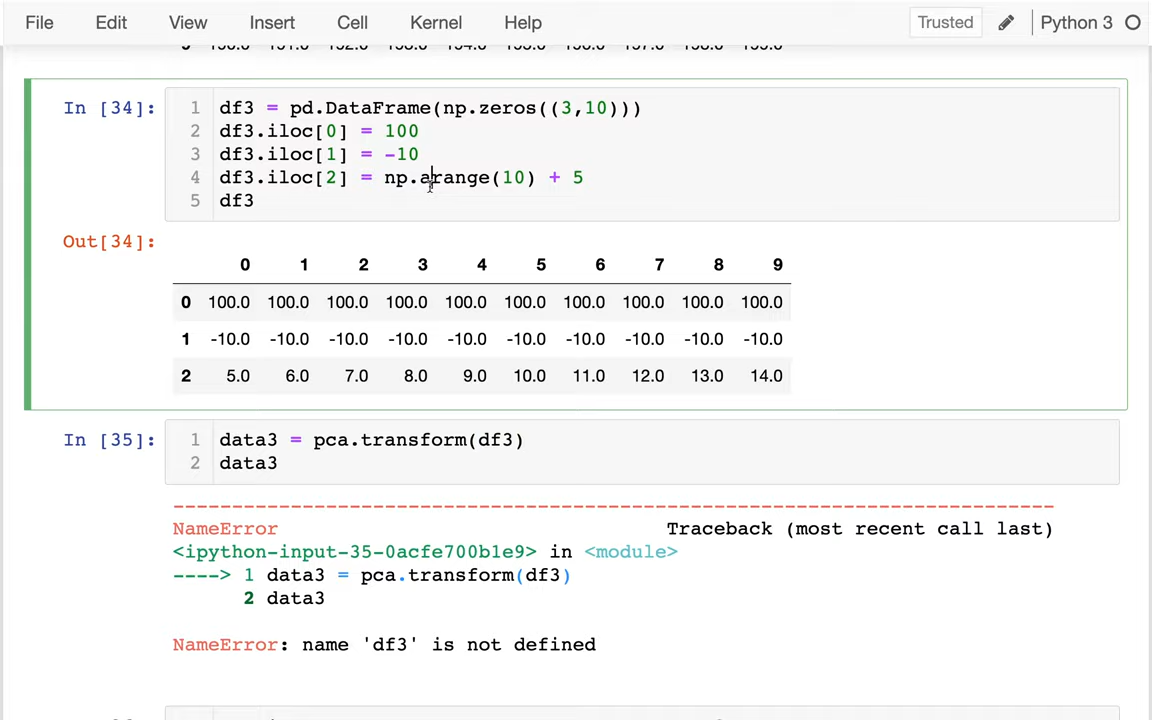 File Edit View Insert Cell Kernel Help Trusted Python 3
In [34]: 1 df3 = pd.DataFrame(np.zeros((3,10)))
2 df3.iloc[0] = 100
3 df3.iloc[1] = -10
4 df3.iloc[2] = np.arange(10) + 5
5 df3
Out[34]:
0 1 2 3 4 5 6 7 8 9
0 100.0 100.0 100.0 100.0 100.0 100.0 100.0 100.0 100.0 100.0
1 -10.0 -10.0 -10.0 -10.0 -10.0 -10.0 -10.0 -10.0 -10.0 -10.0
2 5.0 6.0 7.0 8.0 9.0 10.0 11.0 12.0 13.0 14.0
In [35]: 1 data3 = pca.transform(df3)
2 data3
---------------------------------------------------------------------------
NameError Traceback (most recent call last)
<ipython-input-35-0acfe700b1e9> in <module>
----> 1 data3 = pca.transform(df3)
2 data3
NameError: name 'df3' is not defined